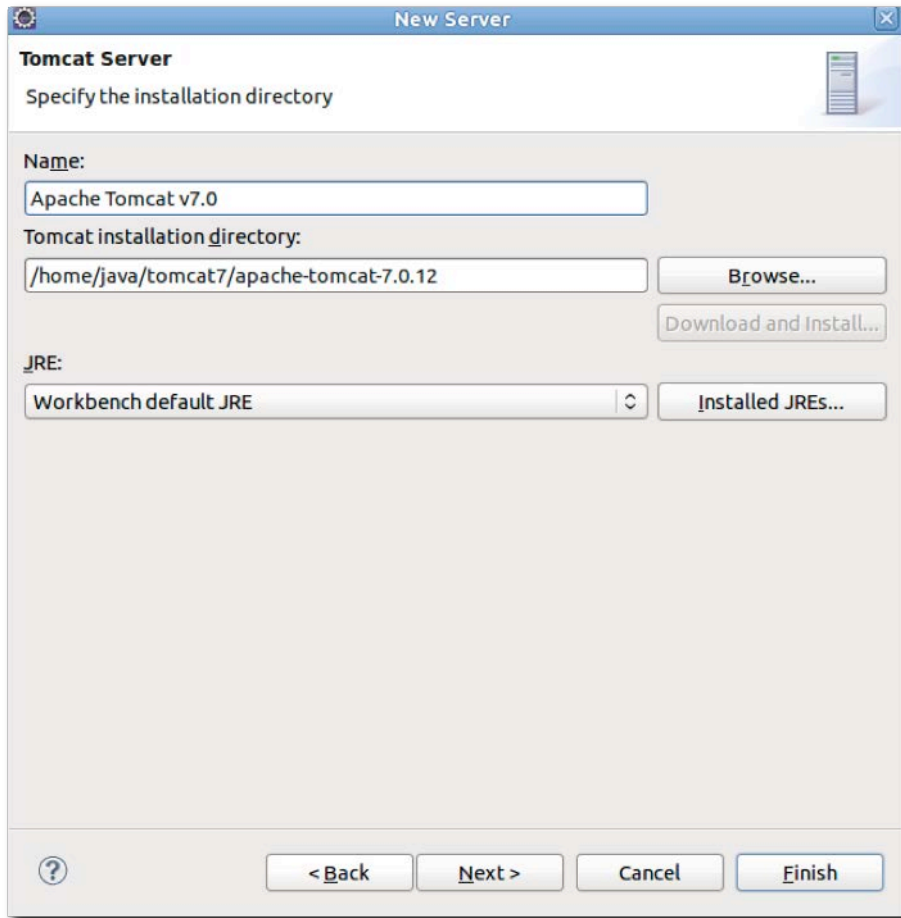 New Server
Tomcat Server
Specify the installation directory
Name:
Apache Tomcat v7.0
Tomcat installation directory:
/home/java/tomcat7/apache-tomcat-7.0.12
Browse...
Download and Install...
JRE:
Workbench default JRE
Installed JREs...
?
< Back
Next >
Cancel
Finish